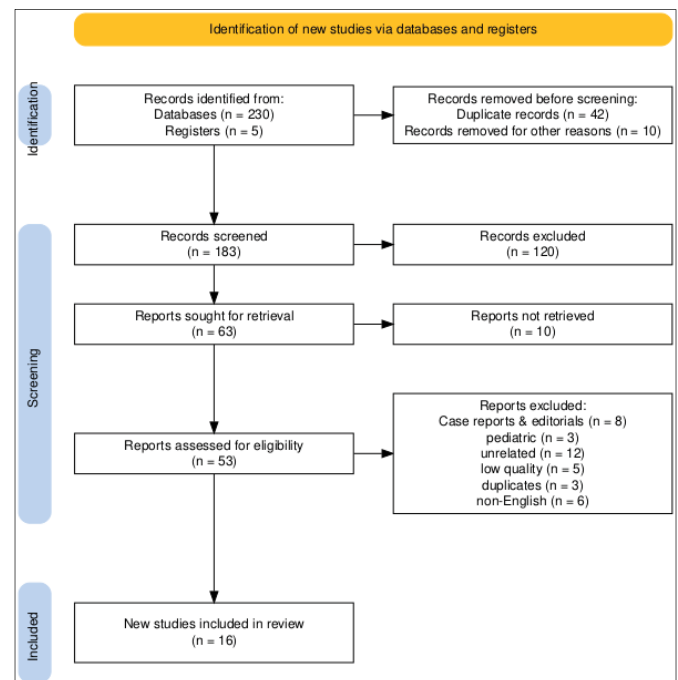 Identification of new studies via databases and registers
Identification
Records identified from:
Databases (n = 230)
Registers (n = 5)
Records removed before screening:
Duplicate records (n = 42)
Records removed for other reasons (n = 10)
Screening
Records screened
(n = 183)
Records excluded
(n = 120)
Reports sought for retrieval
(n = 63)
Reports not retrieved
(n = 10)
Reports assessed for eligibility
(n = 53)
Reports excluded:
Case reports & editorials (n = 8)
pediatric (n = 3)
unrelated (n = 12)
low quality (n = 5)
duplicates (n = 3)
non-English (n = 6)
Included
New studies included in review
(n = 16)